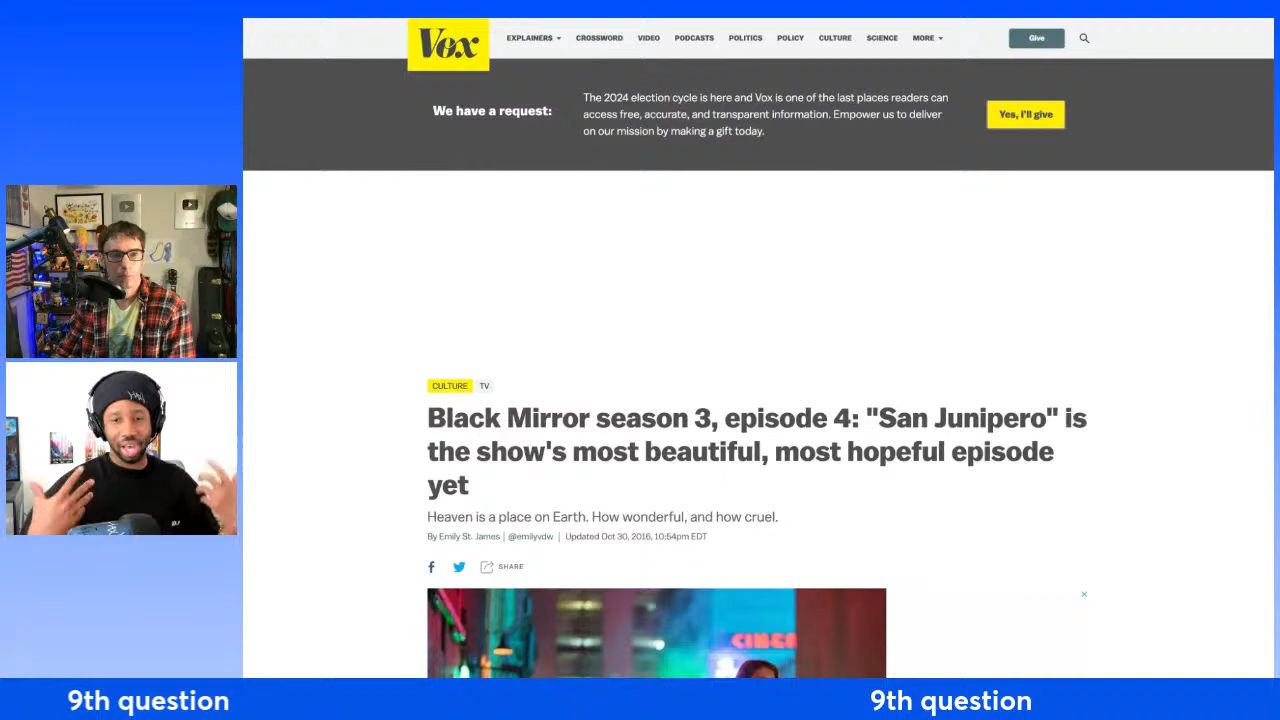 Vox
EXPLAINERS
CROSSWORD
VIDEO
PODCASTS
POLITICS
POLICY
CULTURE
SCIENCE
MORE
Give
We have a request:
The 2024 election cycle is here and Vox is one of the last places readers can
access free, accurate, and transparent information. Empower us to deliver
on our mission by making a gift today.
Yes, I'll give
CULTURE
TV
Black Mirror season 3, episode 4: "San Junipero" is
the show's most beautiful, most hopeful episode
yet
Heaven is a place on Earth. How wonderful, and how cruel.
By Emily St. James | @emilyvdw | Updated Oct 30, 2016, 10:54pm EDT
SHARE
9th question
9th question